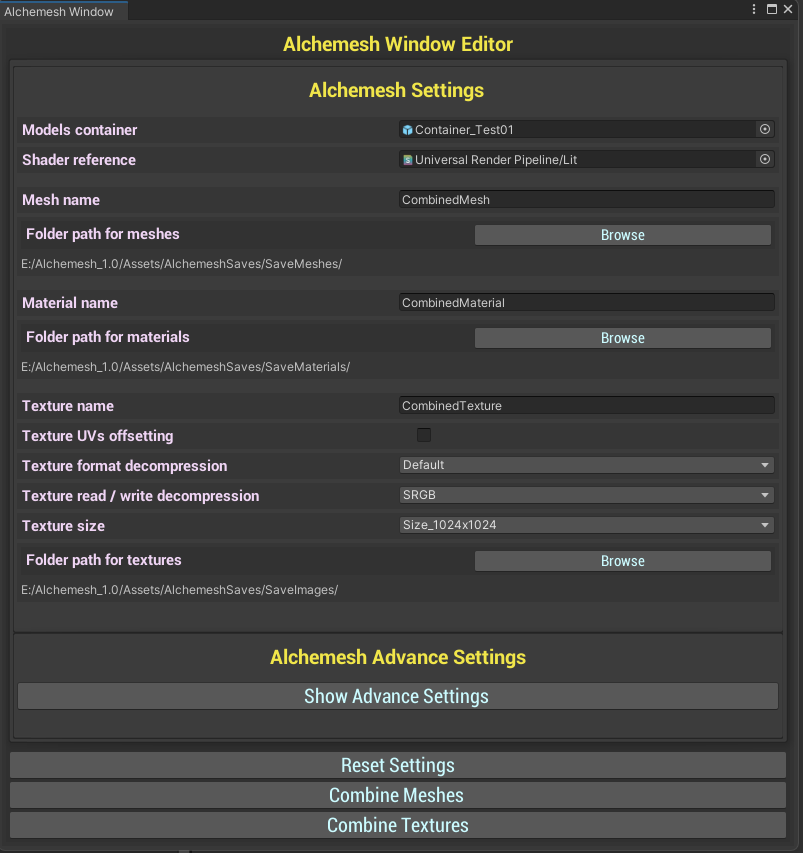 Alchemesh Window
Alchemesh Window Editor
Alchemesh Settings
Models container Container_Test01
Shader reference Universal Render Pipeline/Lit
Mesh name CombinedMesh
Folder path for meshes Browse
E:/Alchemesh_1.0/Assets/AlchemeshSaves/SaveMeshes/
Material name CombinedMaterial
Folder path for materials Browse
E:/Alchemesh_1.0/Assets/AlchemeshSaves/SaveMaterials/
Texture name CombinedTexture
Texture UVs offsetting
Texture format decompression Default
Texture read / write decompression SRGB
Texture size Size_1024x1024
Folder path for textures Browse
E:/Alchemesh_1.0/Assets/AlchemeshSaves/SaveImages/
Alchemesh Advance Settings
Show Advance Settings
Reset Settings
Combine Meshes
Combine Textures